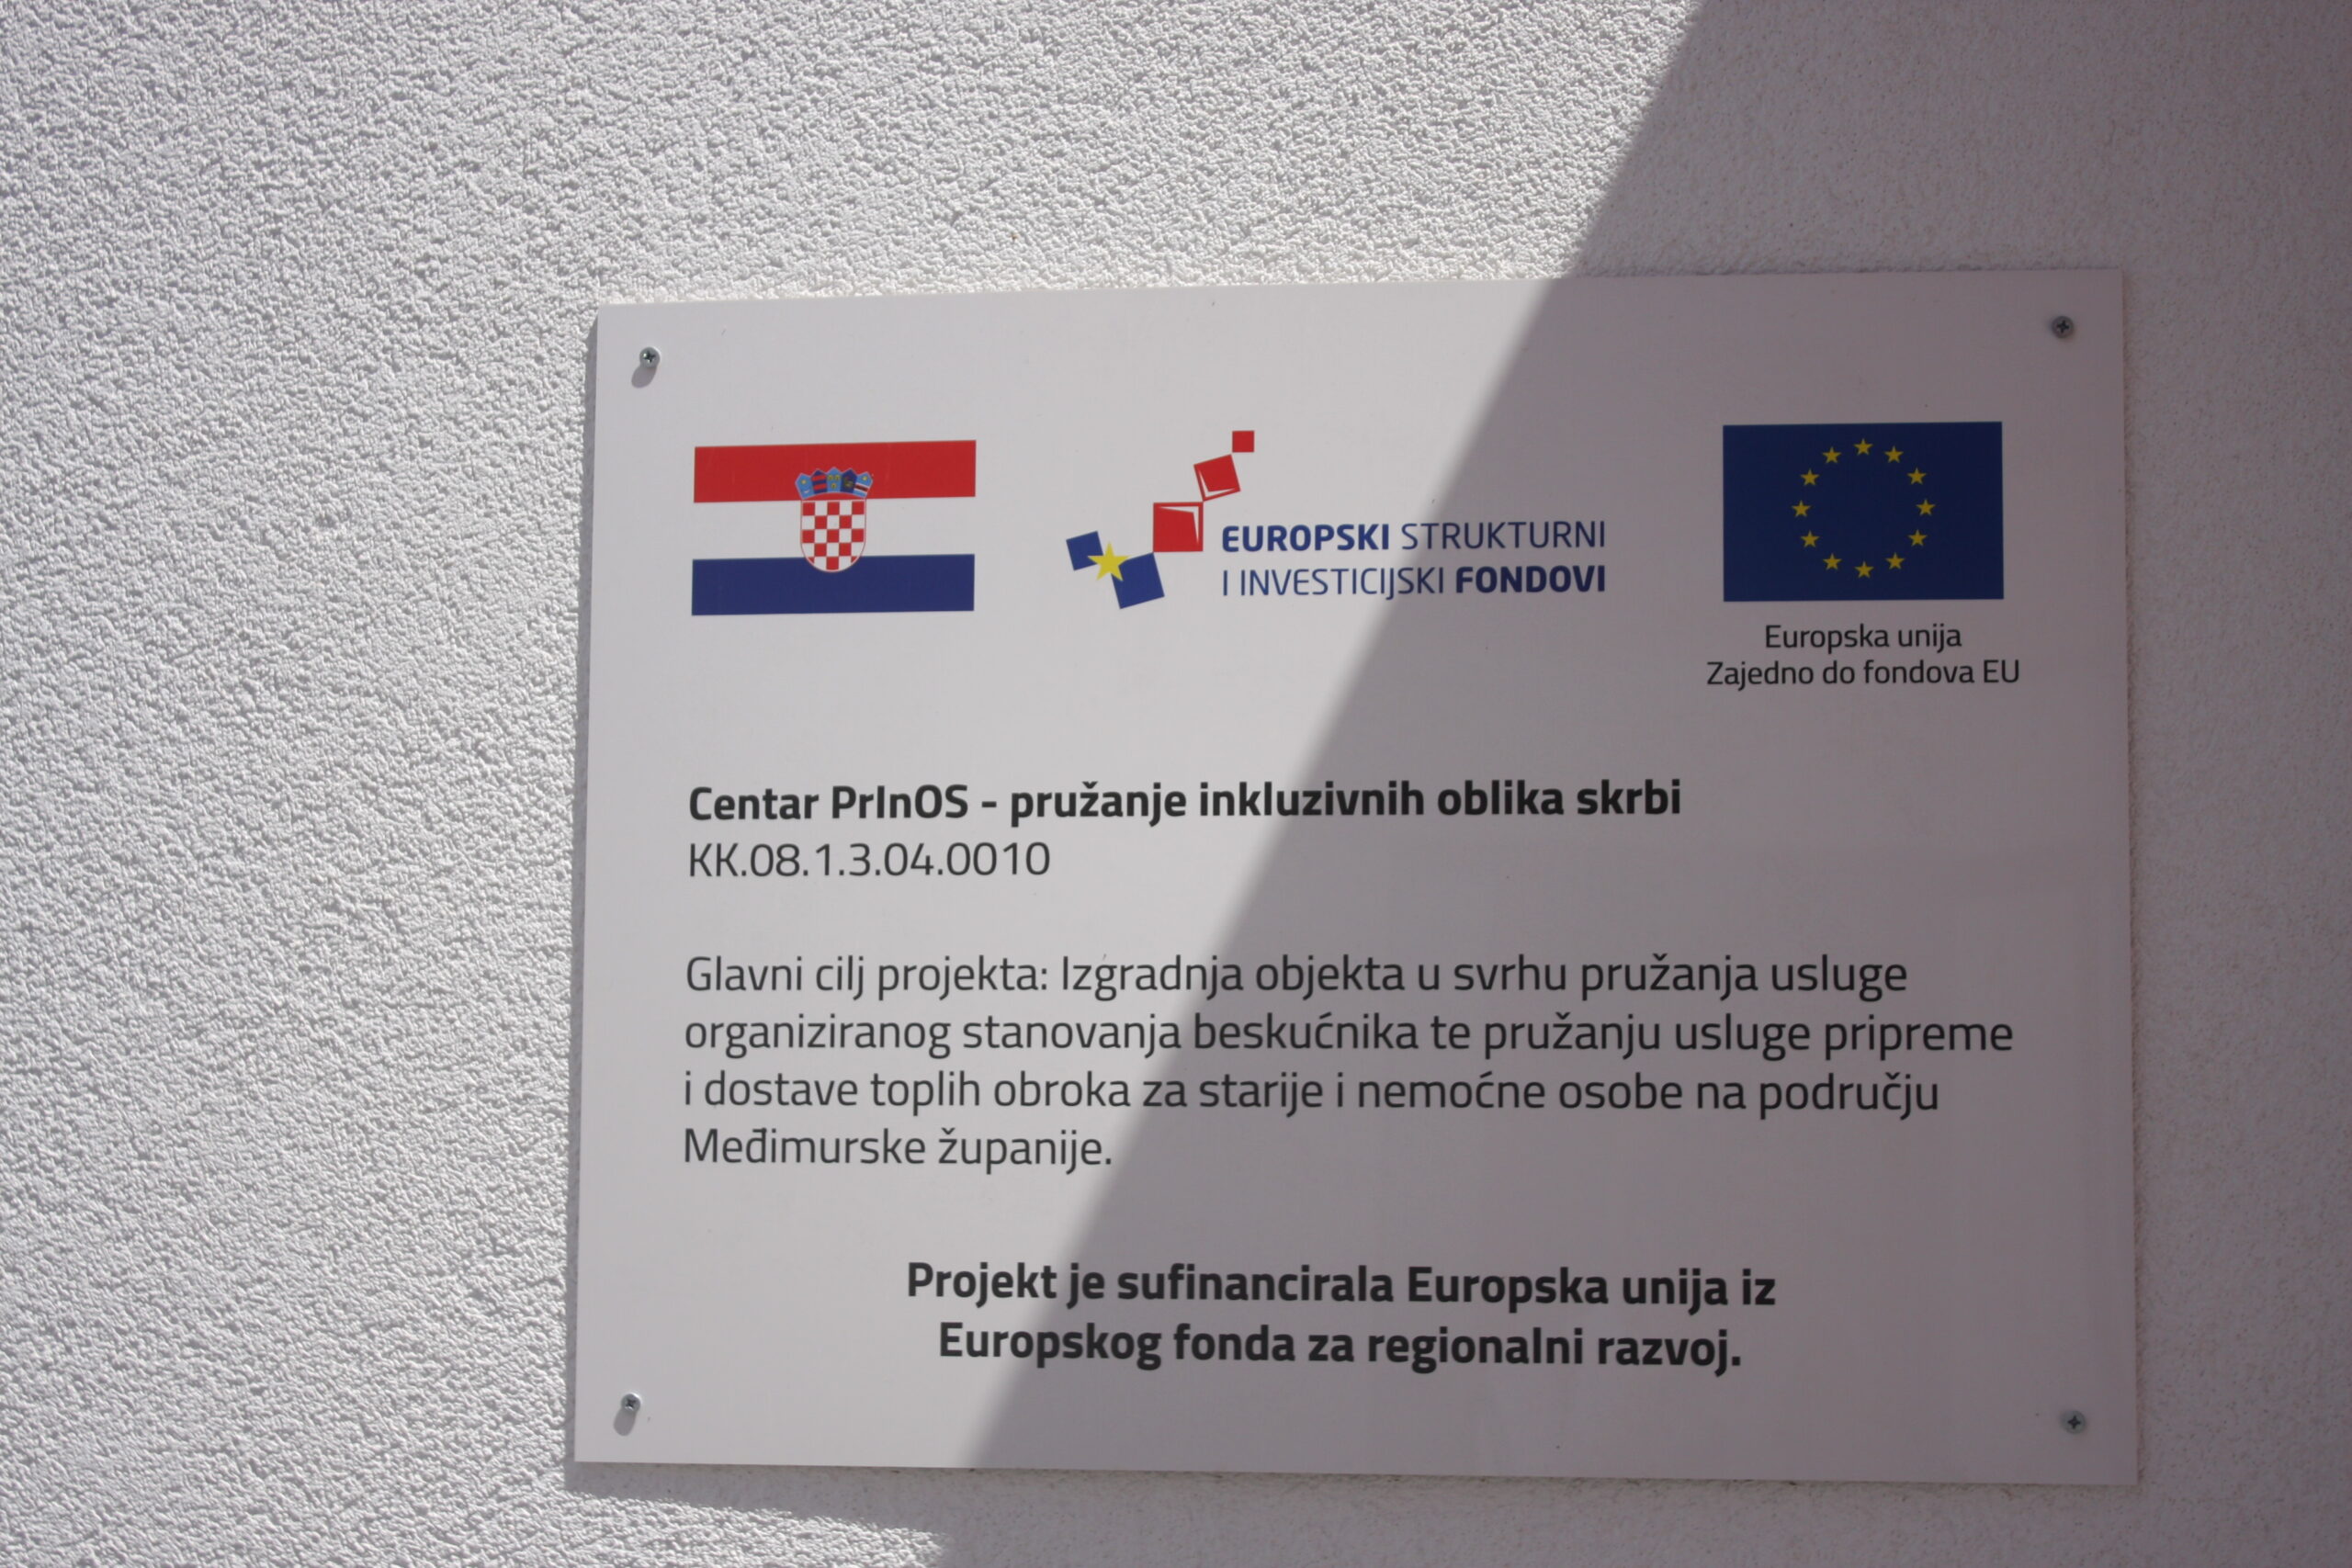 EUROPSKI STRUKTURNI
I INVESTICIJSKI FONDOVI
Europska unija
Zajedno do fondova EU
Centar PrInOS - pružanje inkluzivnih oblika skrbi
KK.08.1.3.04.0010
Glavni cilj projekta: Izgradnja objekta u svrhu pružanja usluge
organiziranog stanovanja beskućnika te pružanju usluge pripreme
i dostave toplih obroka za starije i nemoćne osobe na području
Međimurske županije.
Projekt je sufinancirala Europska unija iz
Europskog fonda za regionalni razvoj.